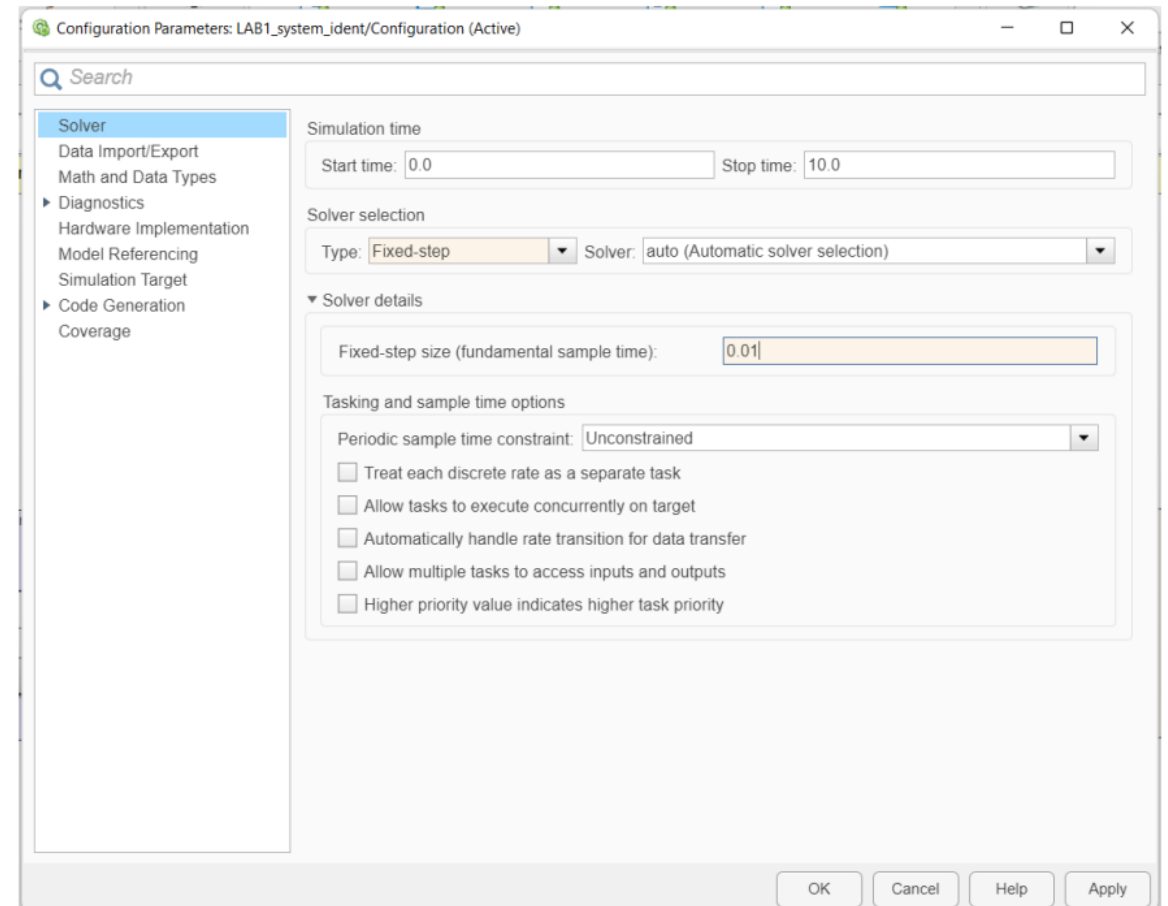 Configuration Parameters: LAB1_system_ident/Configuration (Active)
Search
Solver
Data Import/Export
Math and Data Types
Diagnostics
Hardware Implementation
Model Referencing
Simulation Target
Code Generation
Coverage
Simulation time
Start time: 0.0 Stop time: 10.0
Solver selection
Type: Fixed-step Solver: auto (Automatic solver selection)
Solver details
Fixed-step size (fundamental sample time): 0.01
Tasking and sample time options
Periodic sample time constraint: Unconstrained
Treat each discrete rate as a separate task
Allow tasks to execute concurrently on target
Automatically handle rate transition for data transfer
Allow multiple tasks to access inputs and outputs
Higher priority value indicates higher task priority
OK Cancel Help Apply